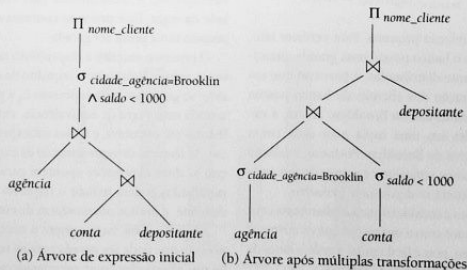 Π nome_cliente
σ cidade_agência=Brooklin
∧ saldo < 1000
⋈
agência
⋈
conta
depositante
(a) Árvore de expressão inicial
Π nome_cliente
⋈
⋈
depositante
σ cidade_agência=Brooklin
σ saldo < 1000
agência
conta
(b) Árvore após múltiplas transformações